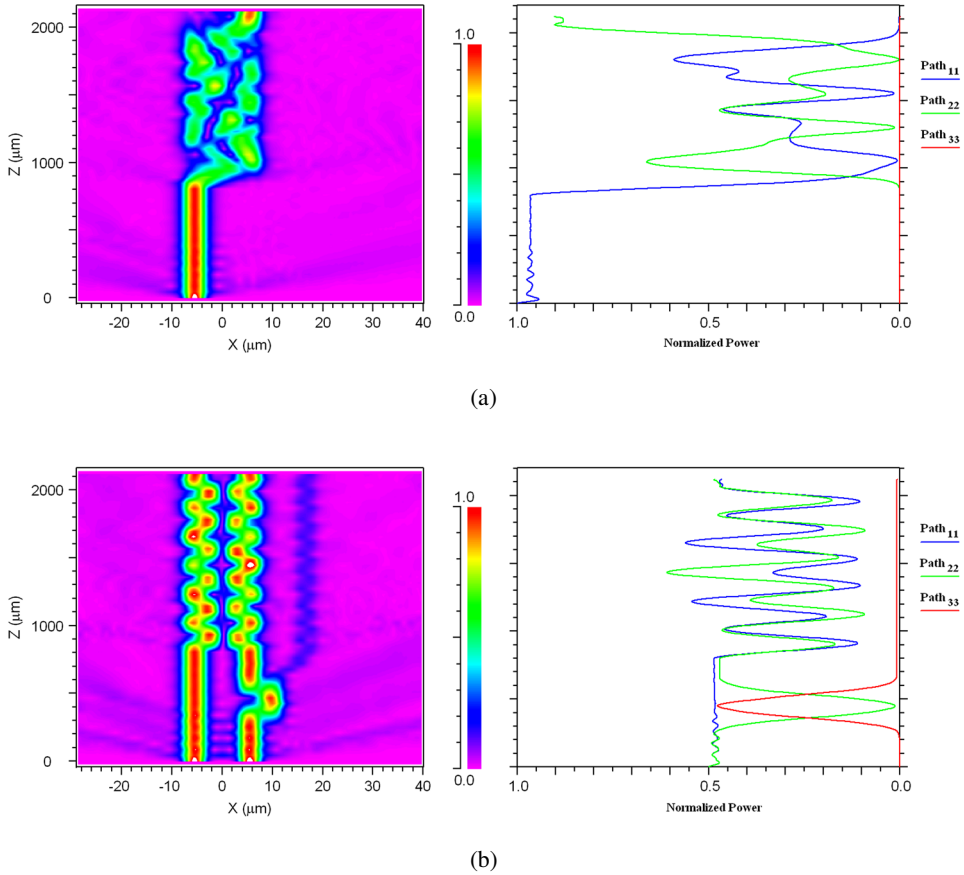 2000
1000
0
Z (μm)
-20 -10 0 10 20 30 40
X (μm)
1.0
0.0
1.0 0.5 0.0
Normalized Power
Path11
Path22
Path33
(a)
2000
1000
0
Z (μm)
-20 -10 0 10 20 30 40
X (μm)
1.0
0.0
1.0 0.5 0.0
Normalized Power
Path11
Path22
Path33
(b)